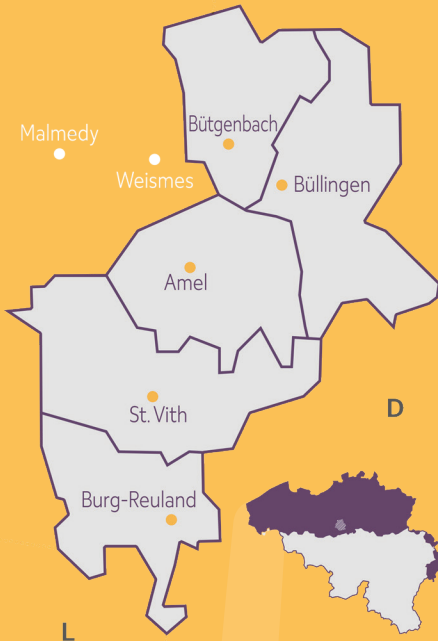 Bütgenbach
Malmedy
Weismes
Büllingen
Amel
St. Vith
D
Burg-Reuland
L